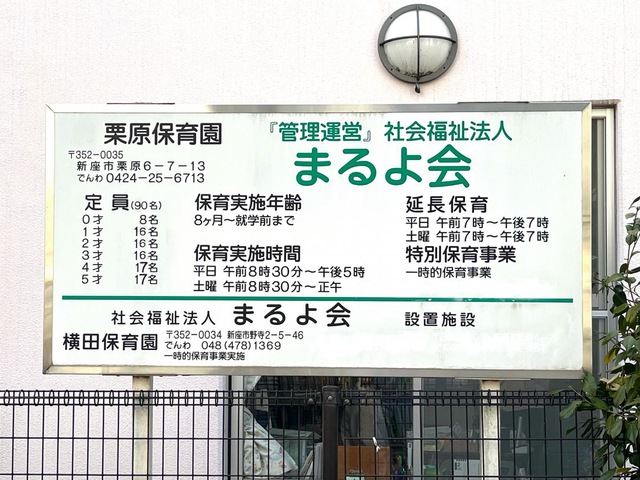 栗原保育園
〒352-0035
新座市栗原6-7-13
でんわ 0424-25-6713
『管理運営』社会福祉法人
まるよ会
定員(90名)
0才 8名
1才 16名
2才 16名
3才 16名
4才 17名
5才 17名
保育実施年齢
8ヶ月〜就学前まで
保育実施時間
平日 午前8時30分〜午後5時
土曜 午前8時30分〜正午
延長保育
平日 午前7時〜午後7時
土曜 午前7時〜午後7時
特別保育事業
一時的保育事業
社会福祉法人 まるよ会 設置施設
横田保育園
〒352-0034 新座市野寺2-5-46
でんわ 048(478)1369
一時的保育事業実施